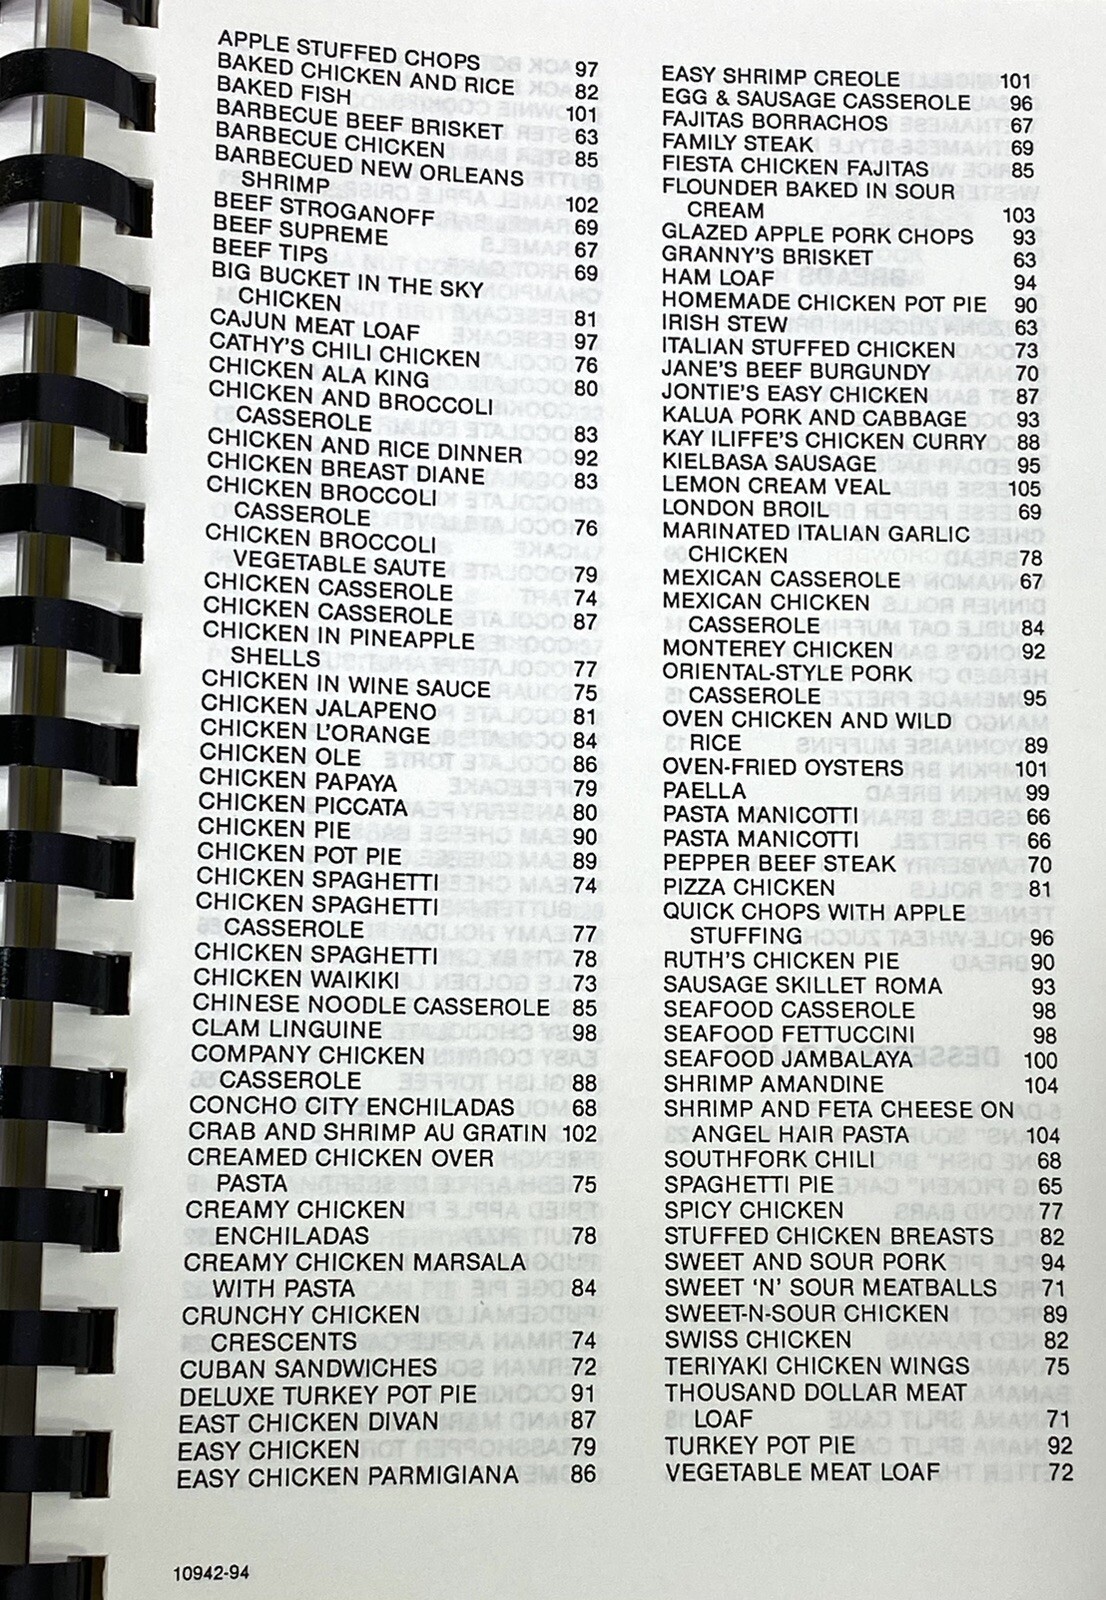 APPLE STUFFED CHOPS 97
BAKED CHICKEN AND RICE 82
BAKED FISH 101
BARBECUE BEEF BRISKET 63
BARBECUE CHICKEN 85
BARBECUED NEW ORLEANS
SHRIMP 102
BEEF STROGANOFF 69
BEEF SUPREME 67
BEEF TIPS 69
BIG BUCKET IN THE SKY
CHICKEN 81
CAJUN MEAT LOAF 97
CATHY'S CHILI CHICKEN 76
CHICKEN ALA KING 80
CHICKEN AND BROCCOLI
CASSEROLE 83
CHICKEN AND RICE DINNER 92
CHICKEN BREAST DIANE 83
CHICKEN BROCCOLI
CASSEROLE 76
CHICKEN BROCCOLI
VEGETABLE SAUTE 79
CHICKEN CASSEROLE 74
CHICKEN CASSEROLE 87
CHICKEN IN PINEAPPLE
SHELLS 77
CHICKEN IN WINE SAUCE 75
CHICKEN JALAPENO 81
CHICKEN L'ORANGE 84
CHICKEN OLE 86
CHICKEN PAPAYA 79
CHICKEN PICCATA 80
CHICKEN PIE 90
CHICKEN POT PIE 89
CHICKEN SPAGHETTI 74
CHICKEN SPAGHETTI
CASSEROLE 77
CHICKEN SPAGHETTI 78
CHICKEN WAIKIKI 73
CHINESE NOODLE CASSEROLE 85
CLAM LINGUINE 98
COMPANY CHICKEN
CASSEROLE 88
CONCHO CITY ENCHILADAS 68
CRAB AND SHRIMP AU GRATIN 102
CREAMED CHICKEN OVER
PASTA 75
CREAMY CHICKEN
ENCHILADAS 78
CREAMY CHICKEN MARSALA
WITH PASTA 84
CRUNCHY CHICKEN
CRESCENTS 74
CUBAN SANDWICHES 72
DELUXE TURKEY POT PIE 91
EAST CHICKEN DIVAN 87
EASY CHICKEN 79
EASY CHICKEN PARMIGIANA 86
EASY SHRIMP CREOLE 101
EGG & SAUSAGE CASSEROLE 96
FAJITAS BORRACHOS 67
FAMILY STEAK 69
FIESTA CHICKEN FAJITAS 85
FLOUNDER BAKED IN SOUR
CREAM 103
GLAZED APPLE PORK CHOPS 93
GRANNY'S BRISKET 63
HAM LOAF 94
HOMEMADE CHICKEN POT PIE 90
IRISH STEW 63
ITALIAN STUFFED CHICKEN 73
JANE'S BEEF BURGUNDY 70
JONTIE'S EASY CHICKEN 87
KALUA PORK AND CABBAGE 93
KAY ILIFFE'S CHICKEN CURRY 88
KIELBASA SAUSAGE 95
LEMON CREAM VEAL 105
LONDON BROIL 69
MARINATED ITALIAN GARLIC
CHICKEN 78
MEXICAN CASSEROLE 67
MEXICAN CHICKEN
CASSEROLE 84
MONTEREY CHICKEN 92
ORIENTAL-STYLE PORK
CASSEROLE 95
OVEN CHICKEN AND WILD
RICE 89
OVEN-FRIED OYSTERS 101
PAELLA 99
PASTA MANICOTTI 66
PASTA MANICOTTI 66
PEPPER BEEF STEAK 70
PIZZA CHICKEN 81
QUICK CHOPS WITH APPLE
STUFFING 96
RUTH'S CHICKEN PIE 90
SAUSAGE SKILLET ROMA 93
SEAFOOD CASSEROLE 98
SEAFOOD FETTUCCINI 98
SEAFOOD JAMBALAYA 100
SHRIMP AMANDINE 104
SHRIMP AND FETA CHEESE ON
ANGEL HAIR PASTA 104
SOUTHFORK CHILI 68
SPAGHETTI PIE 65
SPICY CHICKEN 77
STUFFED CHICKEN BREASTS 82
SWEET AND SOUR PORK 94
SWEET 'N' SOUR MEATBALLS 71
SWEET-N-SOUR CHICKEN 89
SWISS CHICKEN 82
TERIYAKI CHICKEN WINGS 75
THOUSAND DOLLAR MEAT
LOAF 71
TURKEY POT PIE 92
VEGETABLE MEAT LOAF 72
10942-94